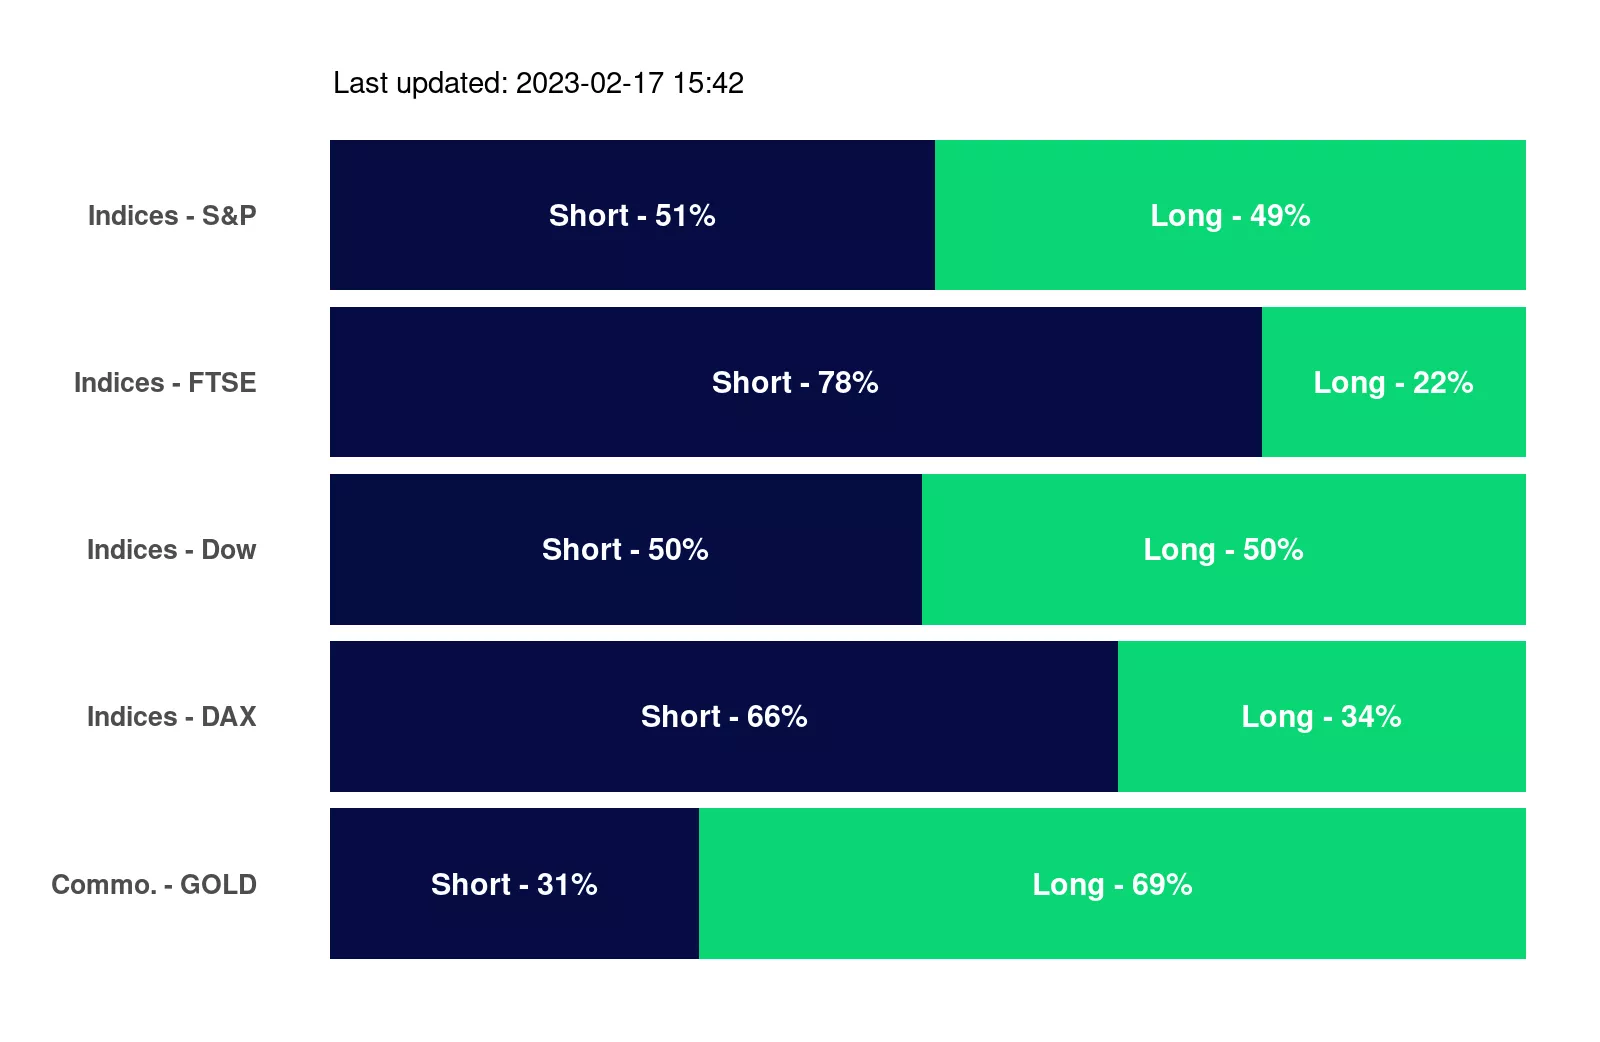 Last updated: 2023-02-17 15:42
Indices - S&P Short - 51% Long - 49%
Indices - FTSE Short - 78% Long - 22%
Indices - Dow Short - 50% Long - 50%
Indices - DAX Short - 66% Long - 34%
Commo. - GOLD Short - 31% Long - 69%